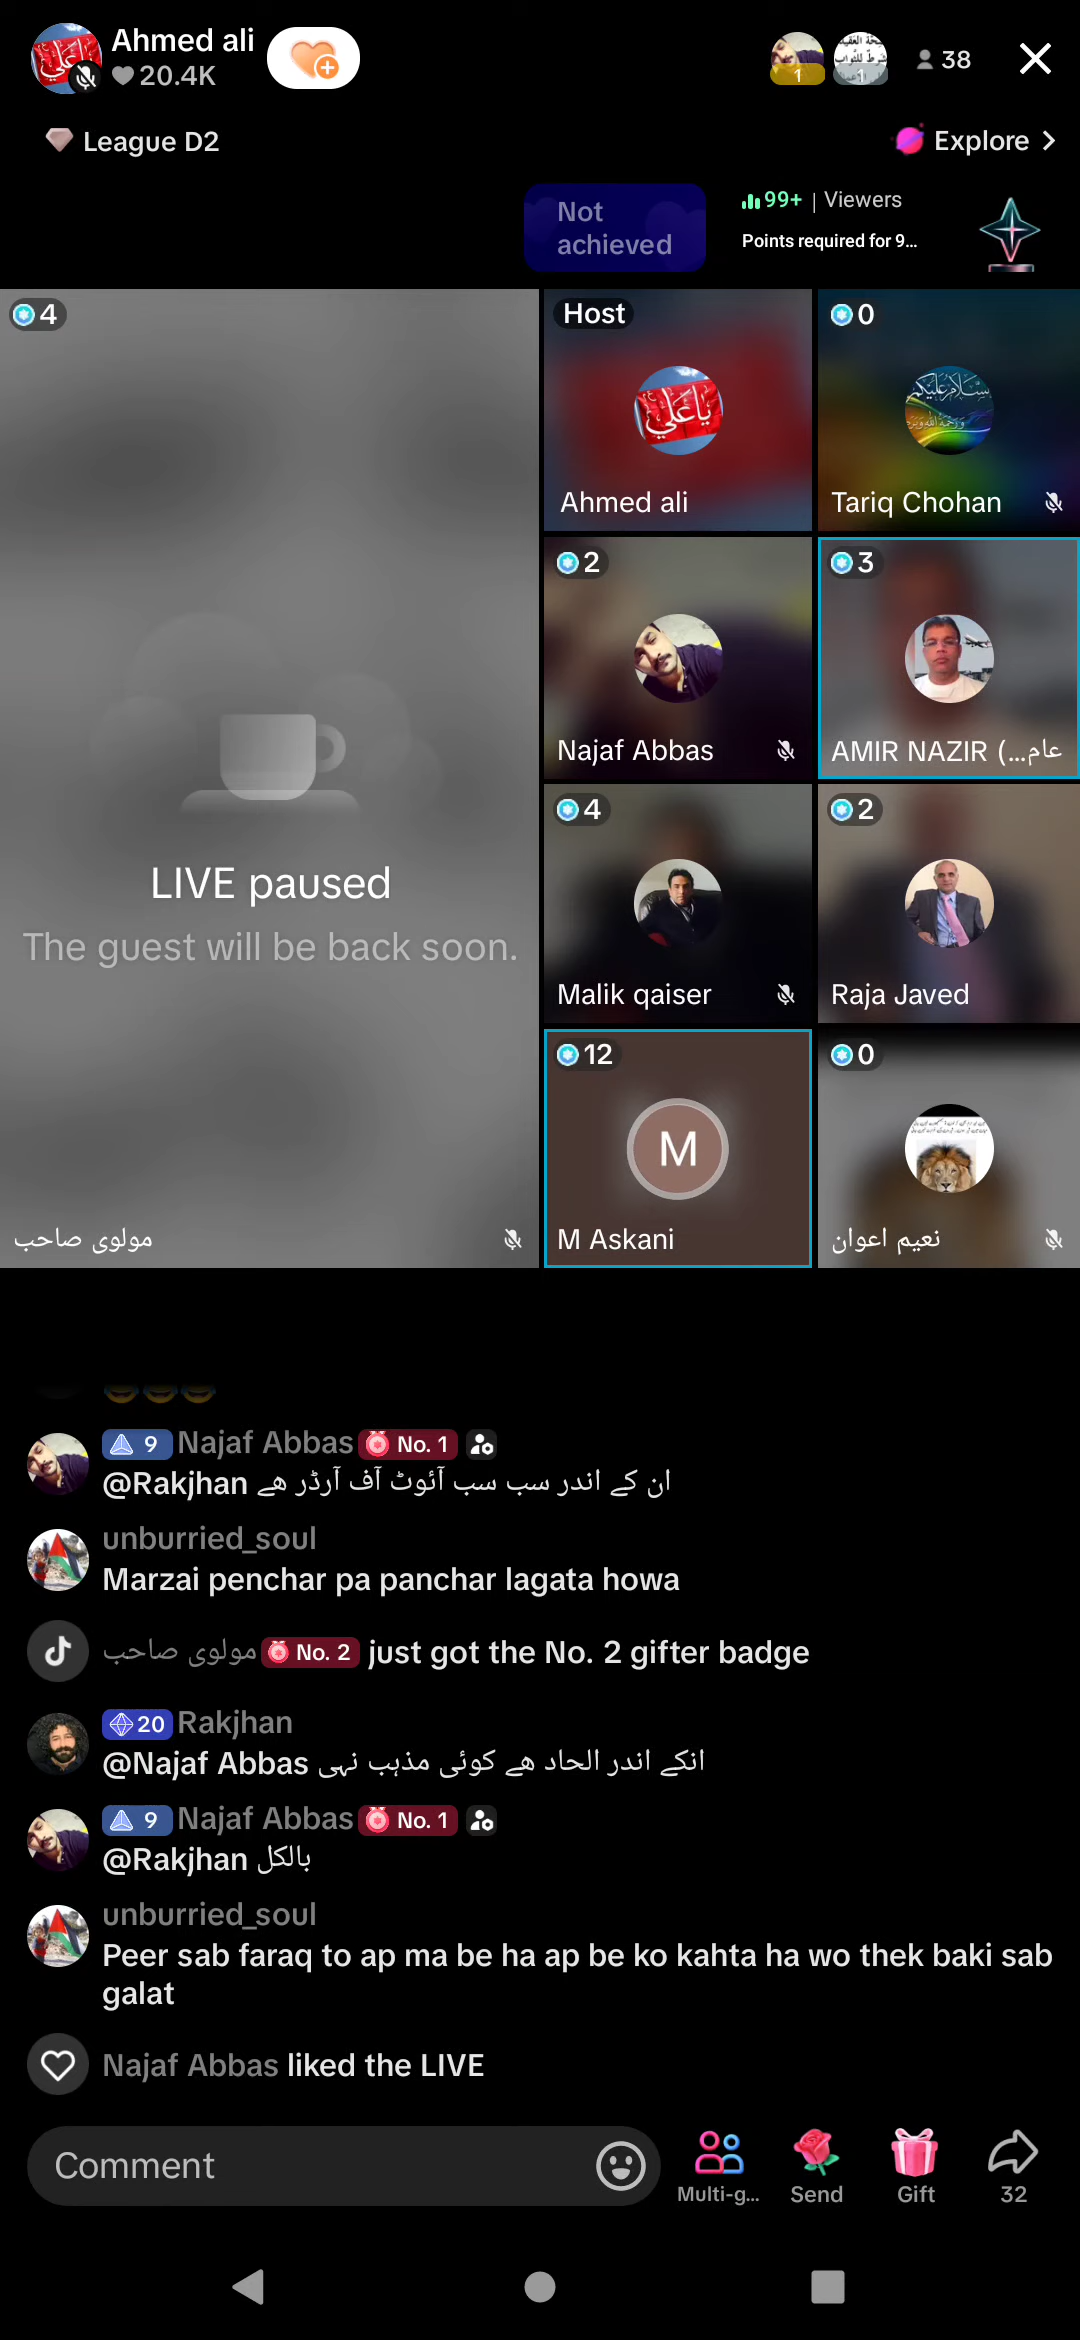 Ahmed ali
20.4K
1
1
38
League D2
Explore
Not
achieved
99+ | Viewers
Points required for 9...
4
LIVE paused
The guest will be back soon.
مولوی صاحب
Host
ياعلي
Ahmed ali
0
Tariq Chohan
2
Najaf Abbas
3
AMIR NAZIR (...عام
4
Malik qaiser
2
Raja Javed
12
M
M Askani
0
نعیم اعوان
9 Najaf Abbas No. 1
@Rakjhan ان کے اندر سب سب آئوٹ آف آرڈر ھے
unburried_soul
Marzai penchar pa panchar lagata howa
مولوی صاحب No. 2 just got the No. 2 gifter badge
20 Rakjhan
@Najaf Abbas انکے اندر الحاد ھے کوئی مذہب نہی
9 Najaf Abbas No. 1
@Rakjhan بالکل
unburried_soul
Peer sab faraq to ap ma be ha ap be ko kahta ha wo thek baki sab
galat
Najaf Abbas liked the LIVE
Comment
Multi-g...
Send
Gift
32